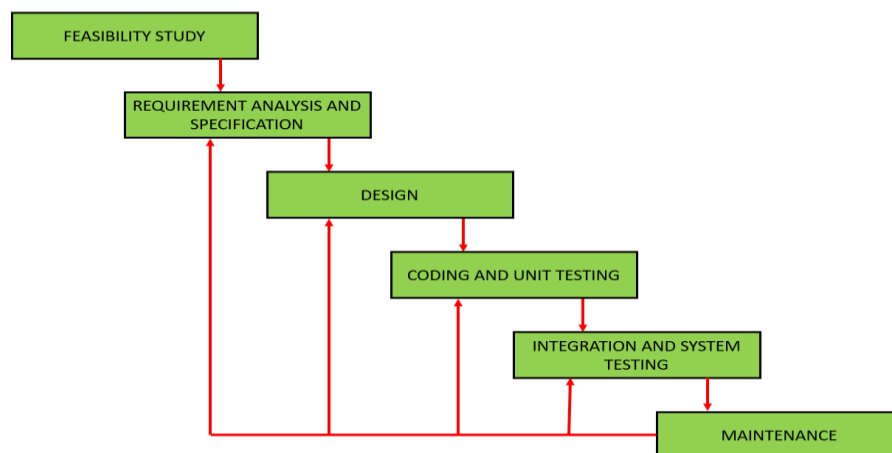 FEASIBILITY STUDY
REQUIREMENT ANALYSIS AND
SPECIFICATION
DESIGN
CODING AND UNIT TESTING
INTEGRATION AND SYSTEM
TESTING
MAINTENANCE